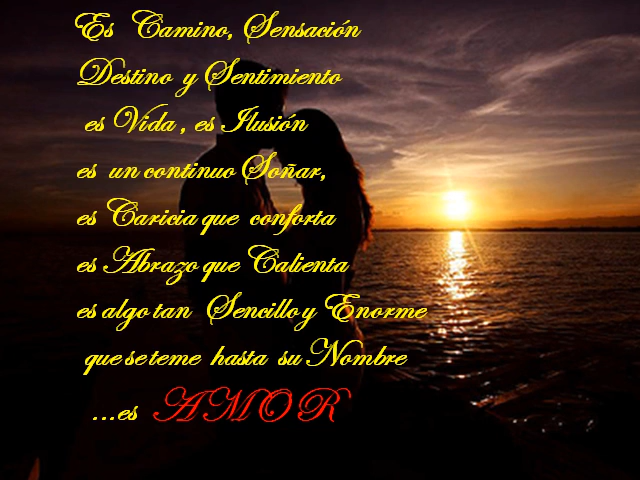 Es Camino, Sensación
Destino y Sentimiento
es Vida , es Ilusión
es un continuo Soñar,
es Caricia que conforta
es Abrazo que Calienta
es algo tan Sencillo y Enorme
que se teme hasta su Nombre
...es AMOR